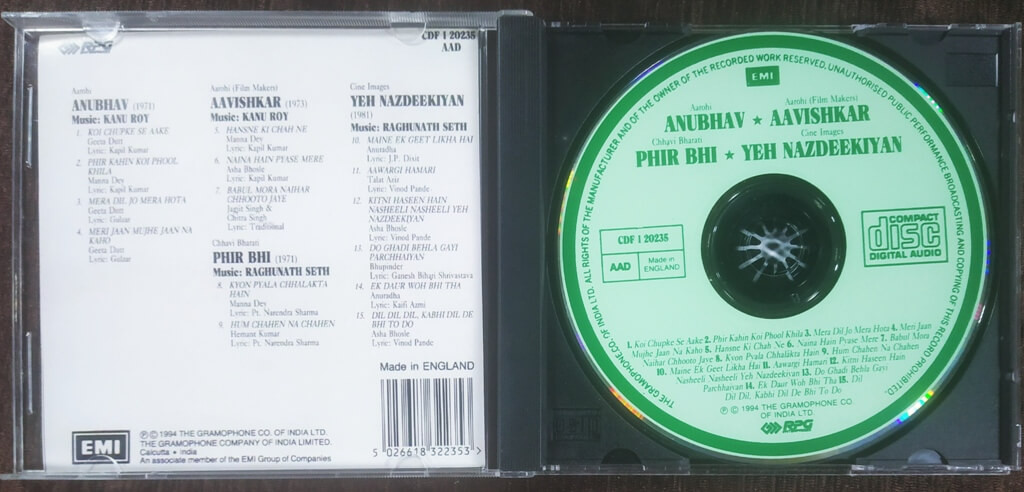 RPG
CDF 1 20235
AAD
Aarohi
ANUBHAV (1971)
Music: KANU ROY
1. KOI CHUPKE SE AAKE
Geeta Dutt
Lyric: Kapil Kumar
2. PHIR KAHIN KOI PHOOL
KHILA
Manna Dey
Lyric: Kapil Kumar
3. MERA DIL JO MERA HOTA
Geeta Dutt
Lyric: Gulzar
4. MERI JAAN MUJHE JAAN NA
KAHO
Geeta Dutt
Lyric: Gulzar
Aarohi (Film Makers)
AAVISHKAR (1973)
Music: KANU ROY
5. HANSNE KI CHAH NE
Manna Dey
Lyric: Kapil Kumar
6. NAINA HAIN PYASE MERE
Asha Bhosle
Lyric: Kapil Kumar
7. BABUL MORA NAIHAR
CHHOOTO JAYE
Jagjit Singh &
Chitra Singh
Lyric: Traditional
Chhavi Bharati
PHIR BHI (1971)
Music: RAGHUNATH SETH
8. KYON PYALA CHHALAKTA
HAIN
Manna Dey
Lyric: Pt. Narendra Sharma
9. HUM CHAHEN NA CHAHEN
Hemant Kumar
Lyric: Pt. Narendra Sharma
Cine Images
YEH NAZDEEKIYAN
(1981)
Music: RAGHUNATH SETH
10. MAINE EK GEET LIKHA HAI
Anuradha
Lyric: J.P. Dixit
11. AAWARGI HAMARI
Talat Aziz
Lyric: Vinod Pande
12. KITNI HASEEN HAIN
NASHEELI NASHEELI YEH
NAZDEEKIYAN
Asha Bhosle
Lyric: Vinod Pande
13. DO GHADI BEHLA GAYI
PARCHHAIYAN
Bhupinder
Lyric: Ganesh Bihari Shrivastava
14. EK DAUR WOH BHI THA
Anuradha
Lyric: Kaifi Azmi
15. DIL DIL DIL, KABHI DIL DE
BHI TO DO
Asha Bhosle
Lyric: Vinod Pande
Made in ENGLAND
5 026618 322353
EMI
℗© 1994 THE GRAMOPHONE CO. OF INDIA LTD.
THE GRAMOPHONE COMPANY OF INDIA LIMITED.
Calcutta • India
An associate member of the EMI Group of Companies
THE GRAMOPHONE CO. OF INDIA LTD. ALL RIGHTS OF THE MANUFACTURER AND OF THE OWNER OF THE RECORDED WORK RESERVED. UNAUTHORISED PUBLIC PERFORMANCE BROADCASTING AND COPYING OF THIS RECORD PROHIBITED.
EMI
Aarohi
Aarohi (Film Makers)
ANUBHAV ★ AAVISHKAR
Chhavi Bharati
Cine Images
PHIR BHI ★ YEH NAZDEEKIYAN
CDF 1 20235
AAD
Made in
ENGLAND
COMPACT
disc
DIGITAL AUDIO
1. Koi Chupke Se Aake 2. Phir Kahin Koi Phool Khila 3. Mera Dil Jo Mera Hota 4. Meri Jaan
Mujhe Jaan Na Kaho 5. Hansne Ki Chah Ne 6. Naina Hain Pyase Mere 7. Babul Mora
Naihar Chhooto Jaye 8. Kyon Pyala Chhalakta Hain 9. Hum Chahen Na Chahen
10. Maine Ek Geet Likha Hai 11. Aawargi Hamari 12. Kitni Haseen Hain
Nasheeli Nasheeli Yeh Nazdeekiyan 13. Do Ghadi Behla Gayi
Parchhaiyan 14. Ek Daur Woh Bhi Tha 15. Dil
Dil Dil, Kabhi Dil De Bhi To Do
℗© 1994 THE GRAMOPHONE CO.
OF INDIA LTD.
RPG